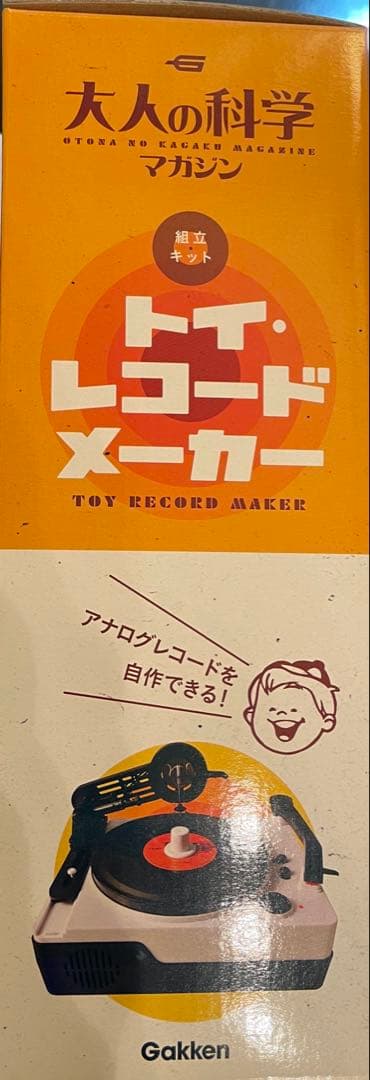 大人の科学
OTONA NO KAGAKU MAGAZINE
マガジン
組立
キット
トイ・
レコード
メーカー
TOY RECORD MAKER
アナログレコードを
自作できる!
Gakken